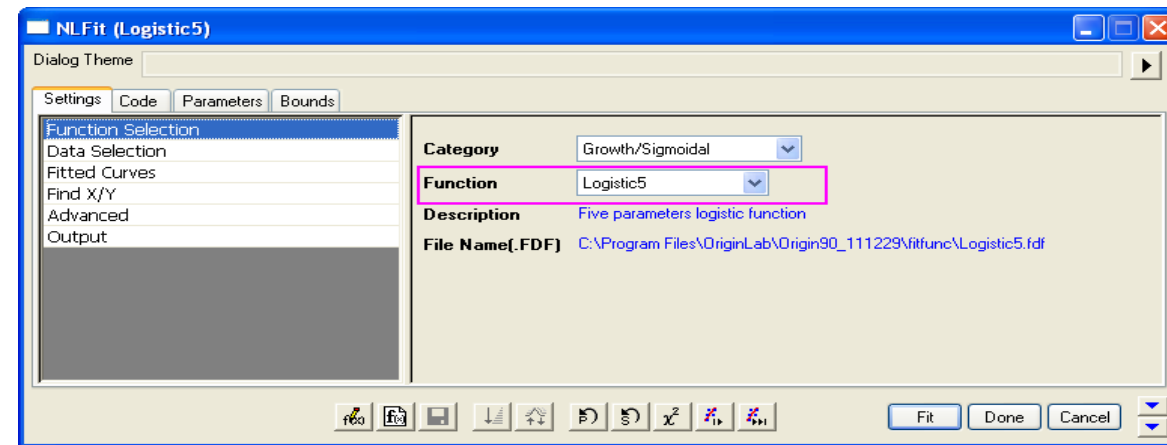 NLFit (Logistic5)
Dialog Theme
Settings Code Parameters Bounds
Function Selection
Data Selection
Fitted Curves
Find X/Y
Advanced
Output
Category Growth/Sigmoidal
Function Logistic5
Description Five parameters logistic function
File Name(.FDF) C:\Program Files\OriginLab\Origin90_111229\fitfunc\Logistic5.fdf
Fit Done Cancel